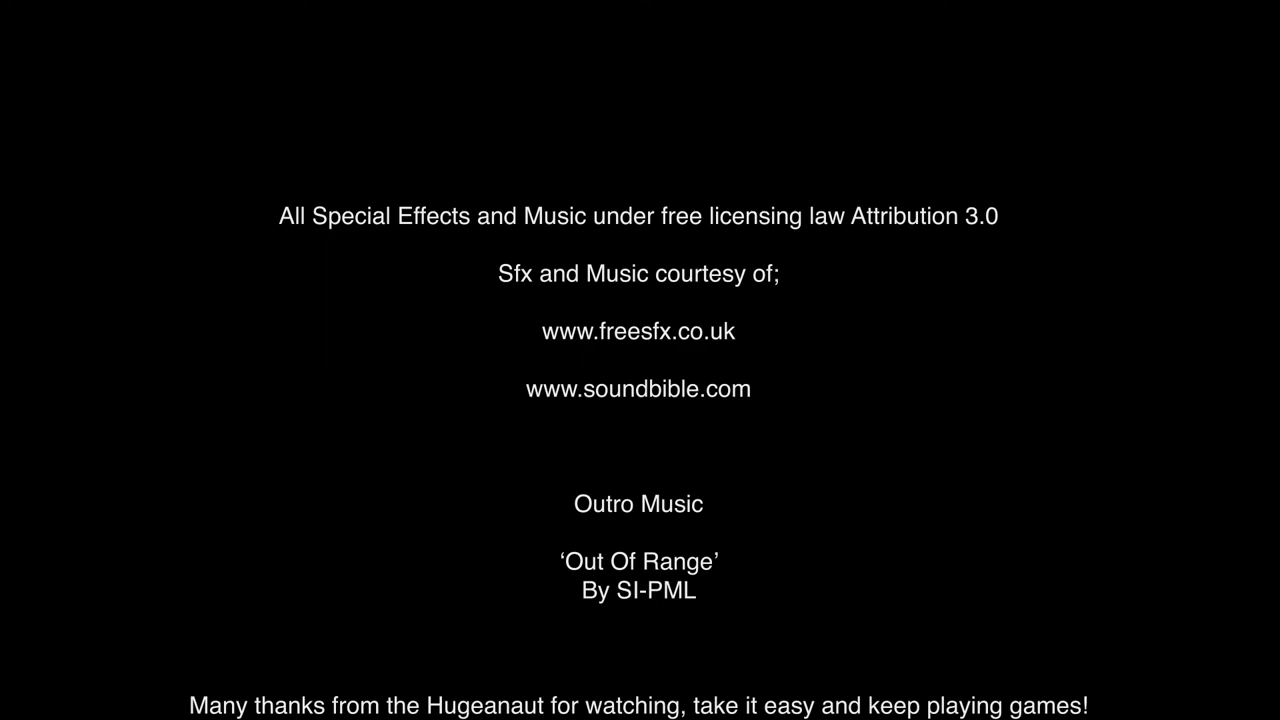 All Special Effects and Music under free licensing law Attribution 3.0
Sfx and Music courtesy of;
www.freesfx.co.uk
www.soundbible.com
Outro Music
‘Out Of Range’
By SI-PML
Many thanks from the Hugeanaut for watching, take it easy and keep playing games!